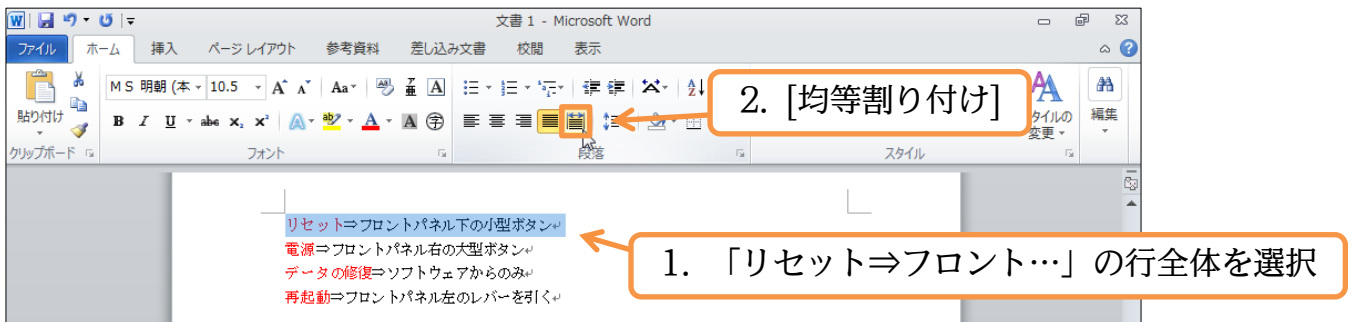 文書 1 - Microsoft Word
ファイル ホーム 挿入 ページ レイアウト 参考資料 差し込み文書 校閲 表示
貼り付け
クリップボード
ＭＳ 明朝 (本 10.5 A A Aa A
B I U abc x₂ x² A ab A A 字
フォント
段落
スタイルの
変更
スタイル
編集
2. [均等割り付け]
リセット⇒フロントパネル下の小型ボタン↵
電源⇒フロントパネル右の大型ボタン↵
データの修復⇒ソフトウェアからのみ↵
再起動⇒フロントパネル左のレバーを引く↵
1. 「リセット⇒フロント…」の行全体を選択